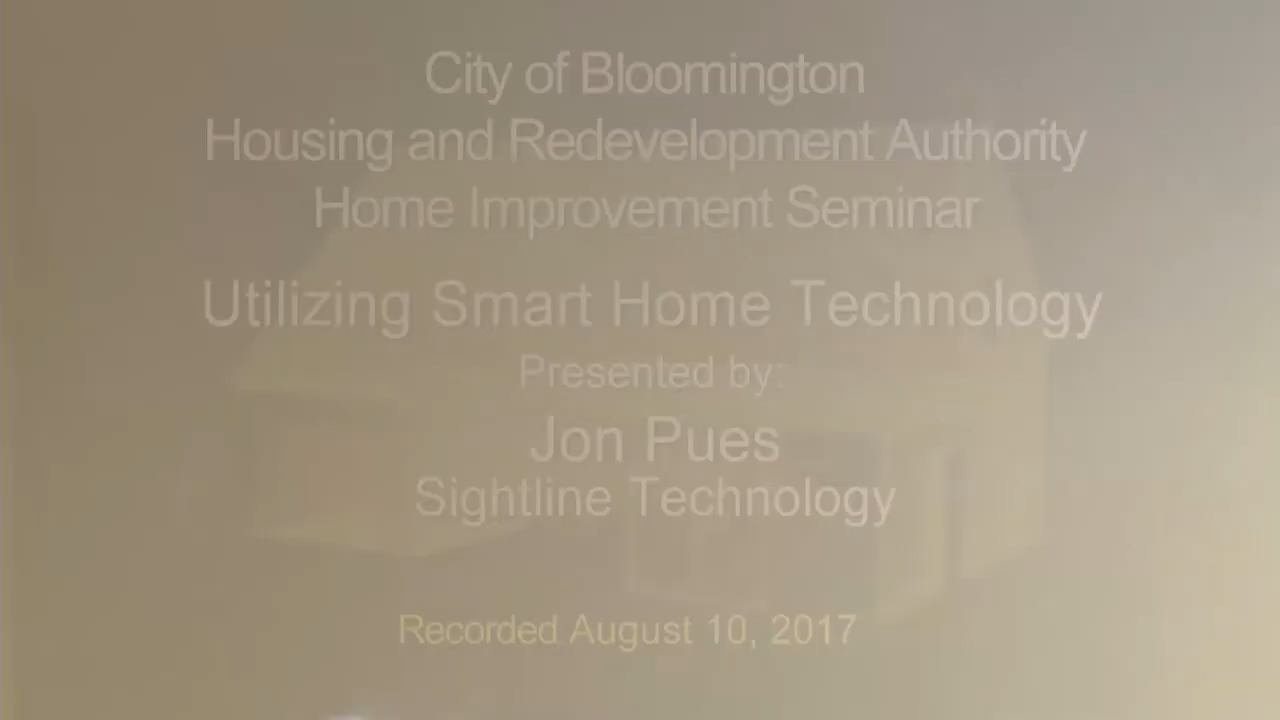 City of Bloomington
Housing and Redevelopment Authority
Home Improvement Seminar
Utilizing Smart Home Technology
Presented by:
Jon Pues
Sightline Technology
Recorded August 10, 2017